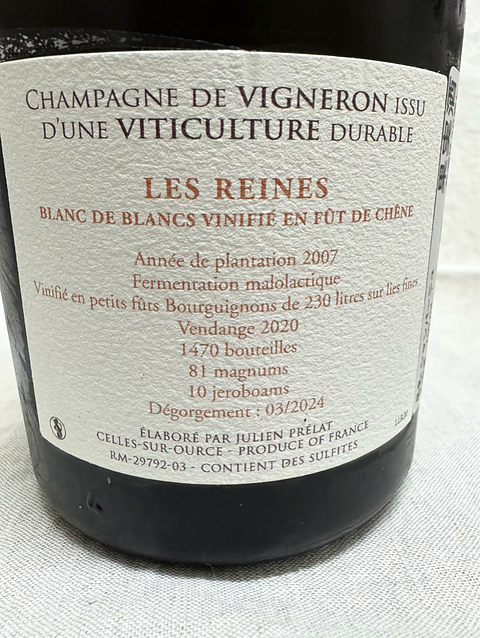 CHAMPAGNE DE VIGNERON ISSU
D'UNE VITICULTURE DURABLE
LES REINES
BLANC DE BLANCS VINIFIÉ EN FÛT DE CHÊNE
Année de plantation 2007
Fermentation malolactique
Vinifié en petits fûts Bourguignons de 230 litres sur lies fines
Vendange 2020
1470 bouteilles
81 magnums
10 jeroboams
Dégorgement : 03/2024
ÉLABORÉ PAR JULIEN PRÉLAT
CELLES-SUR-OURCE - PRODUCE OF FRANCE
RM-29792-03 - CONTIENT DES SULFITES